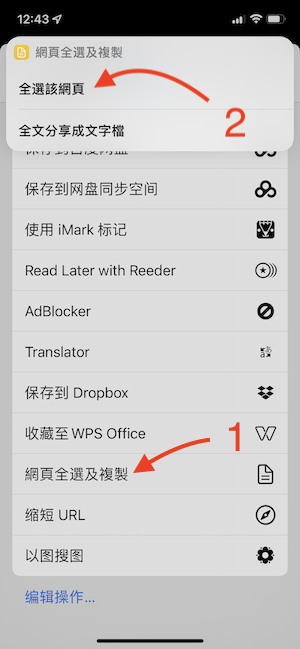 12:43
網頁全選及複製
全選該網頁
2
全文分享成文字檔
保存到百度网盘
保存到网盘同步空间
使用 iMark 标记
Read Later with Reeder
AdBlocker
Translator
保存到 Dropbox
收藏至 WPS Office
1
網頁全選及複製
缩短 URL
以图搜图
编辑操作...